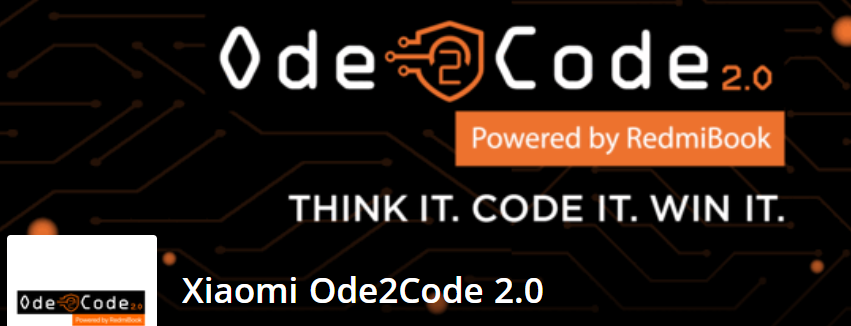 Ode2Code 2.0
Powered by RedmiBook
THINK IT. CODE IT. WIN IT.
Ode2Code 2.0
Powered by RedmiBook
Xiaomi Ode2Code 2.0